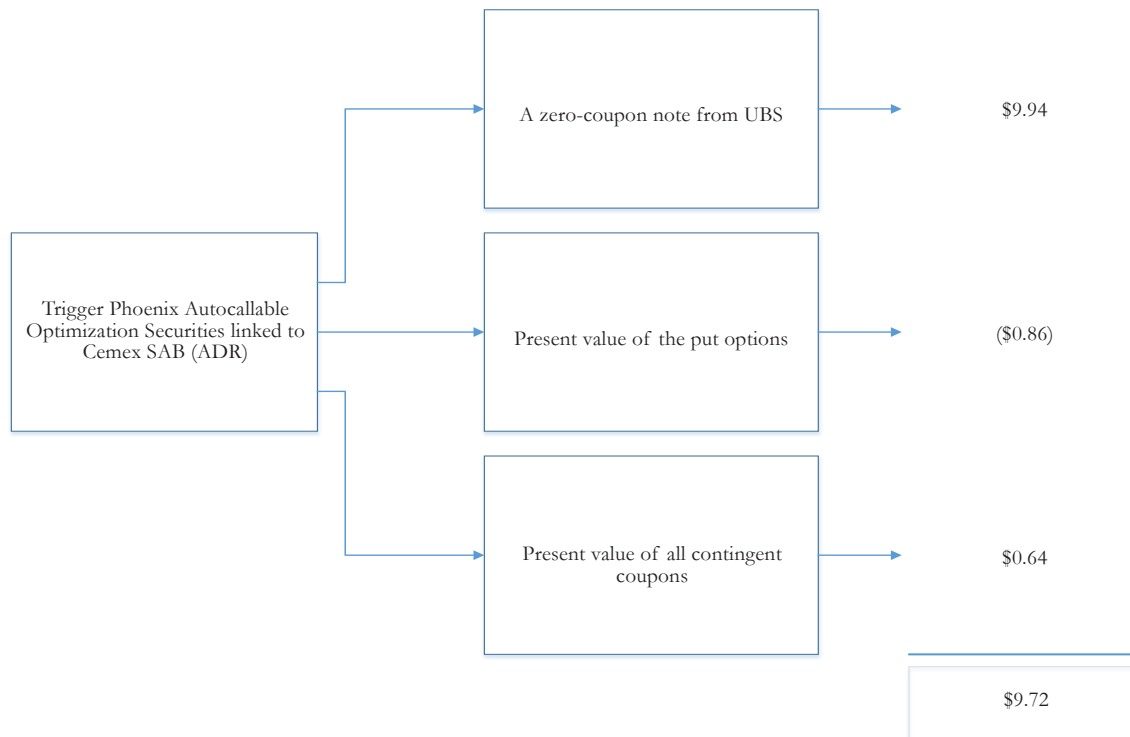 A zero-coupon note from UBS
$9.94
Trigger Phoenix Autocallable
Optimization Securities linked to
Cemex SAB (ADR)
Present value of the put options
($0.86)
Present value of all contingent
coupons
$0.64
$9.72